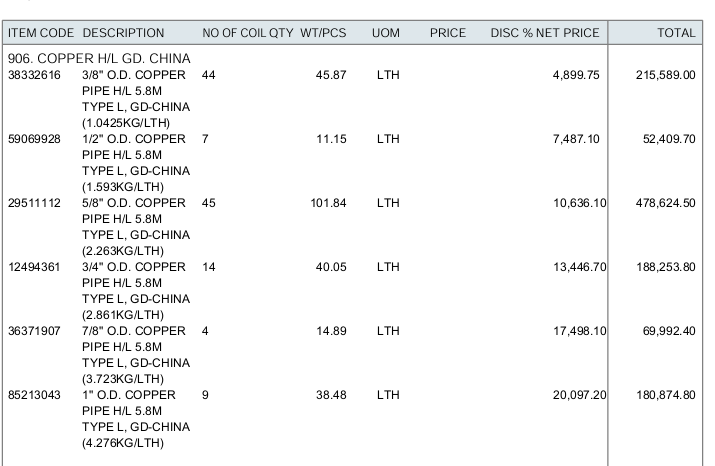 ITEM CODE DESCRIPTION NO OF COIL QTY WT/PCS UOM PRICE DISC % NET PRICE TOTAL
906. COPPER H/L GD. CHINA
38332616 3/8" O.D. COPPER 44 45.87 LTH 4,899.75 215,589.00
PIPE H/L 5.8M
TYPE L, GD-CHINA
(1.0425KG/LTH)
59069928 1/2" O.D. COPPER 7 11.15 LTH 7,487.10 52,409.70
PIPE H/L 5.8M
TYPE L, GD-CHINA
(1.593KG/LTH)
29511112 5/8" O.D. COPPER 45 101.84 LTH 10,636.10 478,624.50
PIPE H/L 5.8M
TYPE L, GD-CHINA
(2.263KG/LTH)
12494361 3/4" O.D. COPPER 14 40.05 LTH 13,446.70 188,253.80
PIPE H/L 5.8M
TYPE L, GD-CHINA
(2.861KG/LTH)
36371907 7/8" O.D. COPPER 4 14.89 LTH 17,498.10 69,992.40
PIPE H/L 5.8M
TYPE L, GD-CHINA
(3.723KG/LTH)
85213043 1" O.D. COPPER 9 38.48 LTH 20,097.20 180,874.80
PIPE H/L 5.8M
TYPE L, GD-CHINA
(4.276KG/LTH)